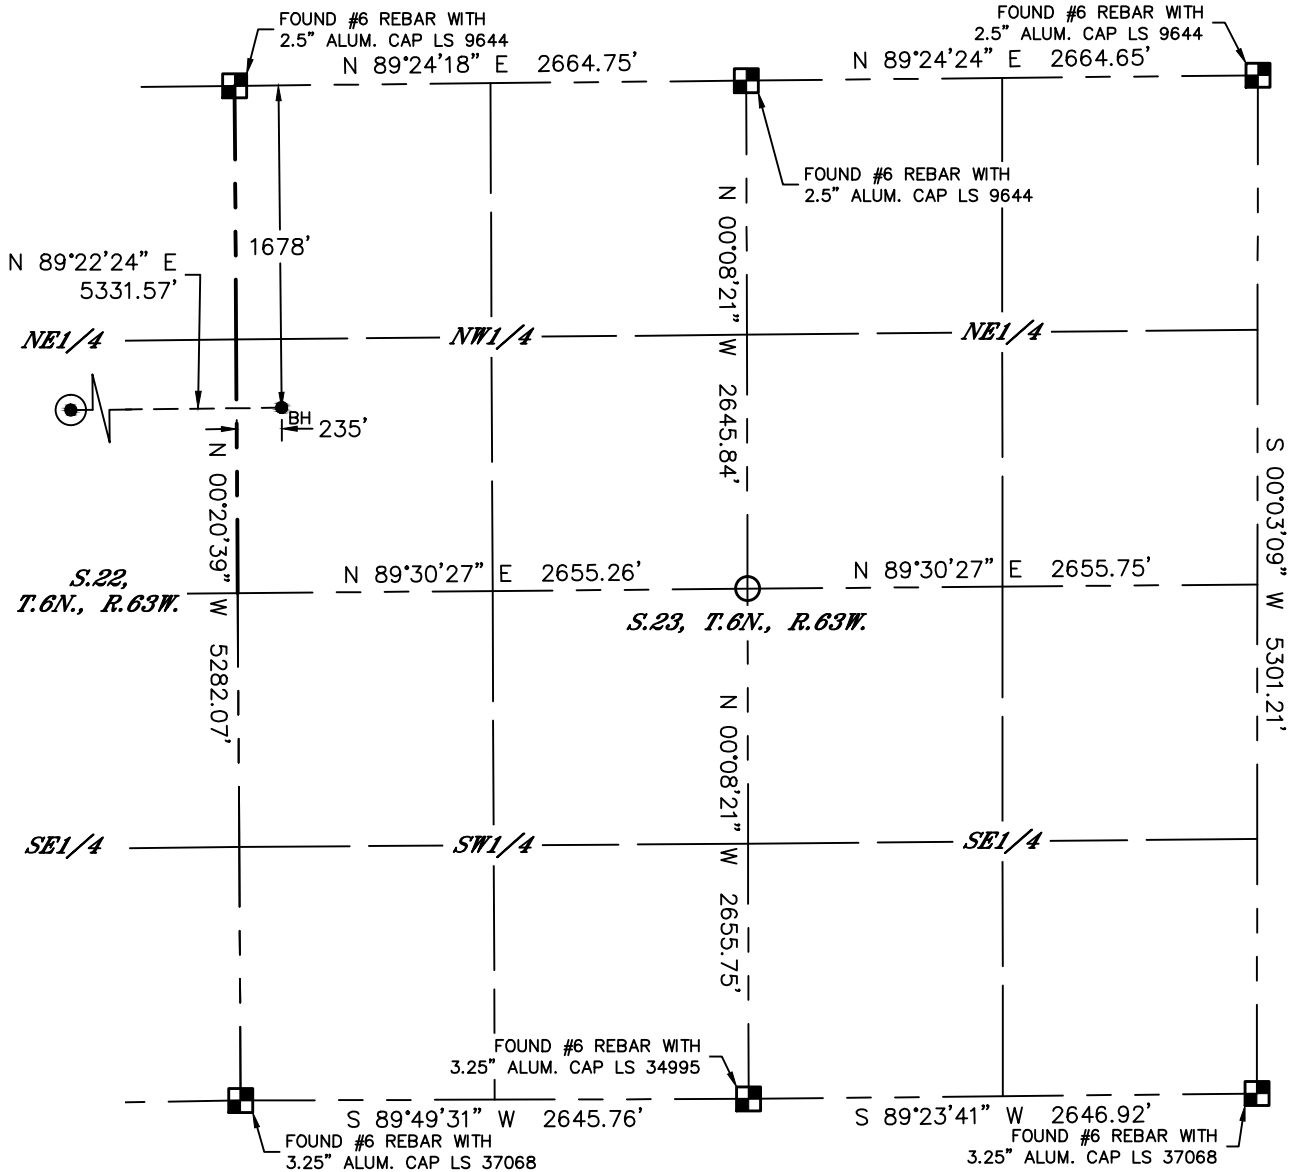 FOUND #6 REBAR WITH
2.5" ALUM. CAP LS 9644
FOUND #6 REBAR WITH
2.5" ALUM. CAP LS 9644
N 89°24'18" E 2664.75'
N 89°24'24" E 2664.65'
FOUND #6 REBAR WITH
2.5" ALUM. CAP LS 9644
1678'
N 89°22'24" E
5331.57'
N 00°08'21" W 2645.84'
NE1/4
NW1/4
NE1/4
BH
235'
N 00°20'39" W 5282.07'
S 00°03'09" W 5301.21'
S.22,
T.6N., R.63W.
N 89°30'27" E 2655.26'
N 89°30'27" E 2655.75'
S.23, T.6N., R.63W.
N 00°08'21" W 2655.75'
SE1/4
SW1/4
SE1/4
FOUND #6 REBAR WITH
3.25" ALUM. CAP LS 34995
S 89°49'31" W 2645.76'
S 89°23'41" W 2646.92'
FOUND #6 REBAR WITH
3.25" ALUM. CAP LS 37068
FOUND #6 REBAR WITH
3.25" ALUM. CAP LS 37068